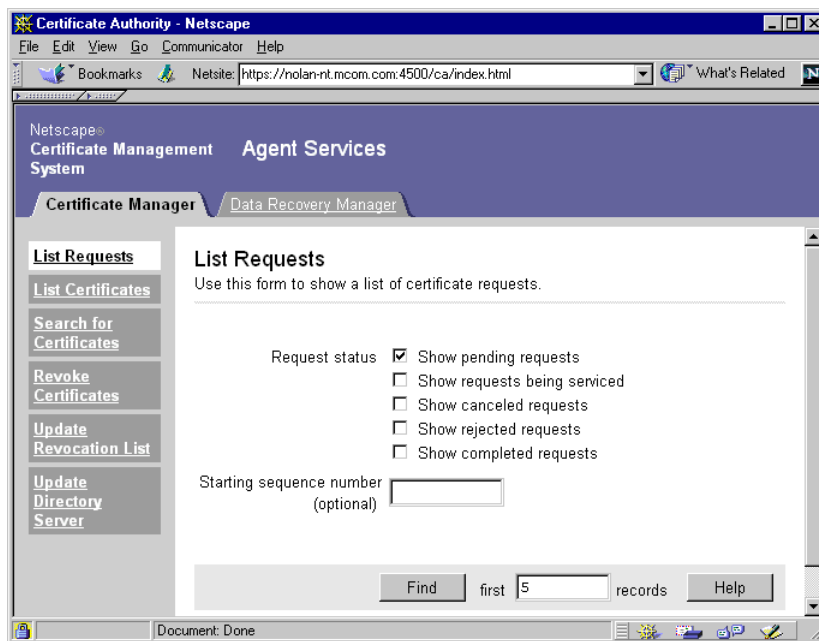 Certificate Authority - Netscape
File Edit View Go Communicator Help
Bookmarks Netsite: https://nolan-nt.mcom.com:4500/ca/index.html What's Related N
Netscape®
Certificate Management
System
Agent Services
Certificate Manager
Data Recovery Manager
List Requests
List Certificates
Search for
Certificates
Revoke
Certificates
Update
Revocation List
Update
Directory
Server
List Requests
Use this form to show a list of certificate requests.
Request status
Show pending requests
Show requests being serviced
Show canceled requests
Show rejected requests
Show completed requests
Starting sequence number
(optional)
Find first 5 records Help
Document: Done